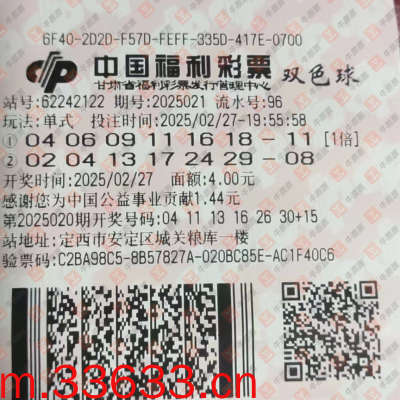 6F40-2D2D-F57D-FEFF-335D-417E-0700
中国福利彩票 双色球
甘肃省福利彩票发行管理中心
站号:62242122 期号:2025021 流水号:96
玩法:单式 投注时间:2025/02/27-19:55:58
① 04 06 09 11 16 18 - 11 [1倍]
② 02 04 13 17 24 29 - 08
开奖时间:2025/02/27 面额:4.00元
感谢您为中国公益事业贡献1.44元
第2025020期开奖号码:04 11 13 16 26 30+15
站点地址:定西市安定区城关粮库一楼
验票码:C2BA98C5-8B57827A-020BC85E-AC1F40C6
m.33633.cn